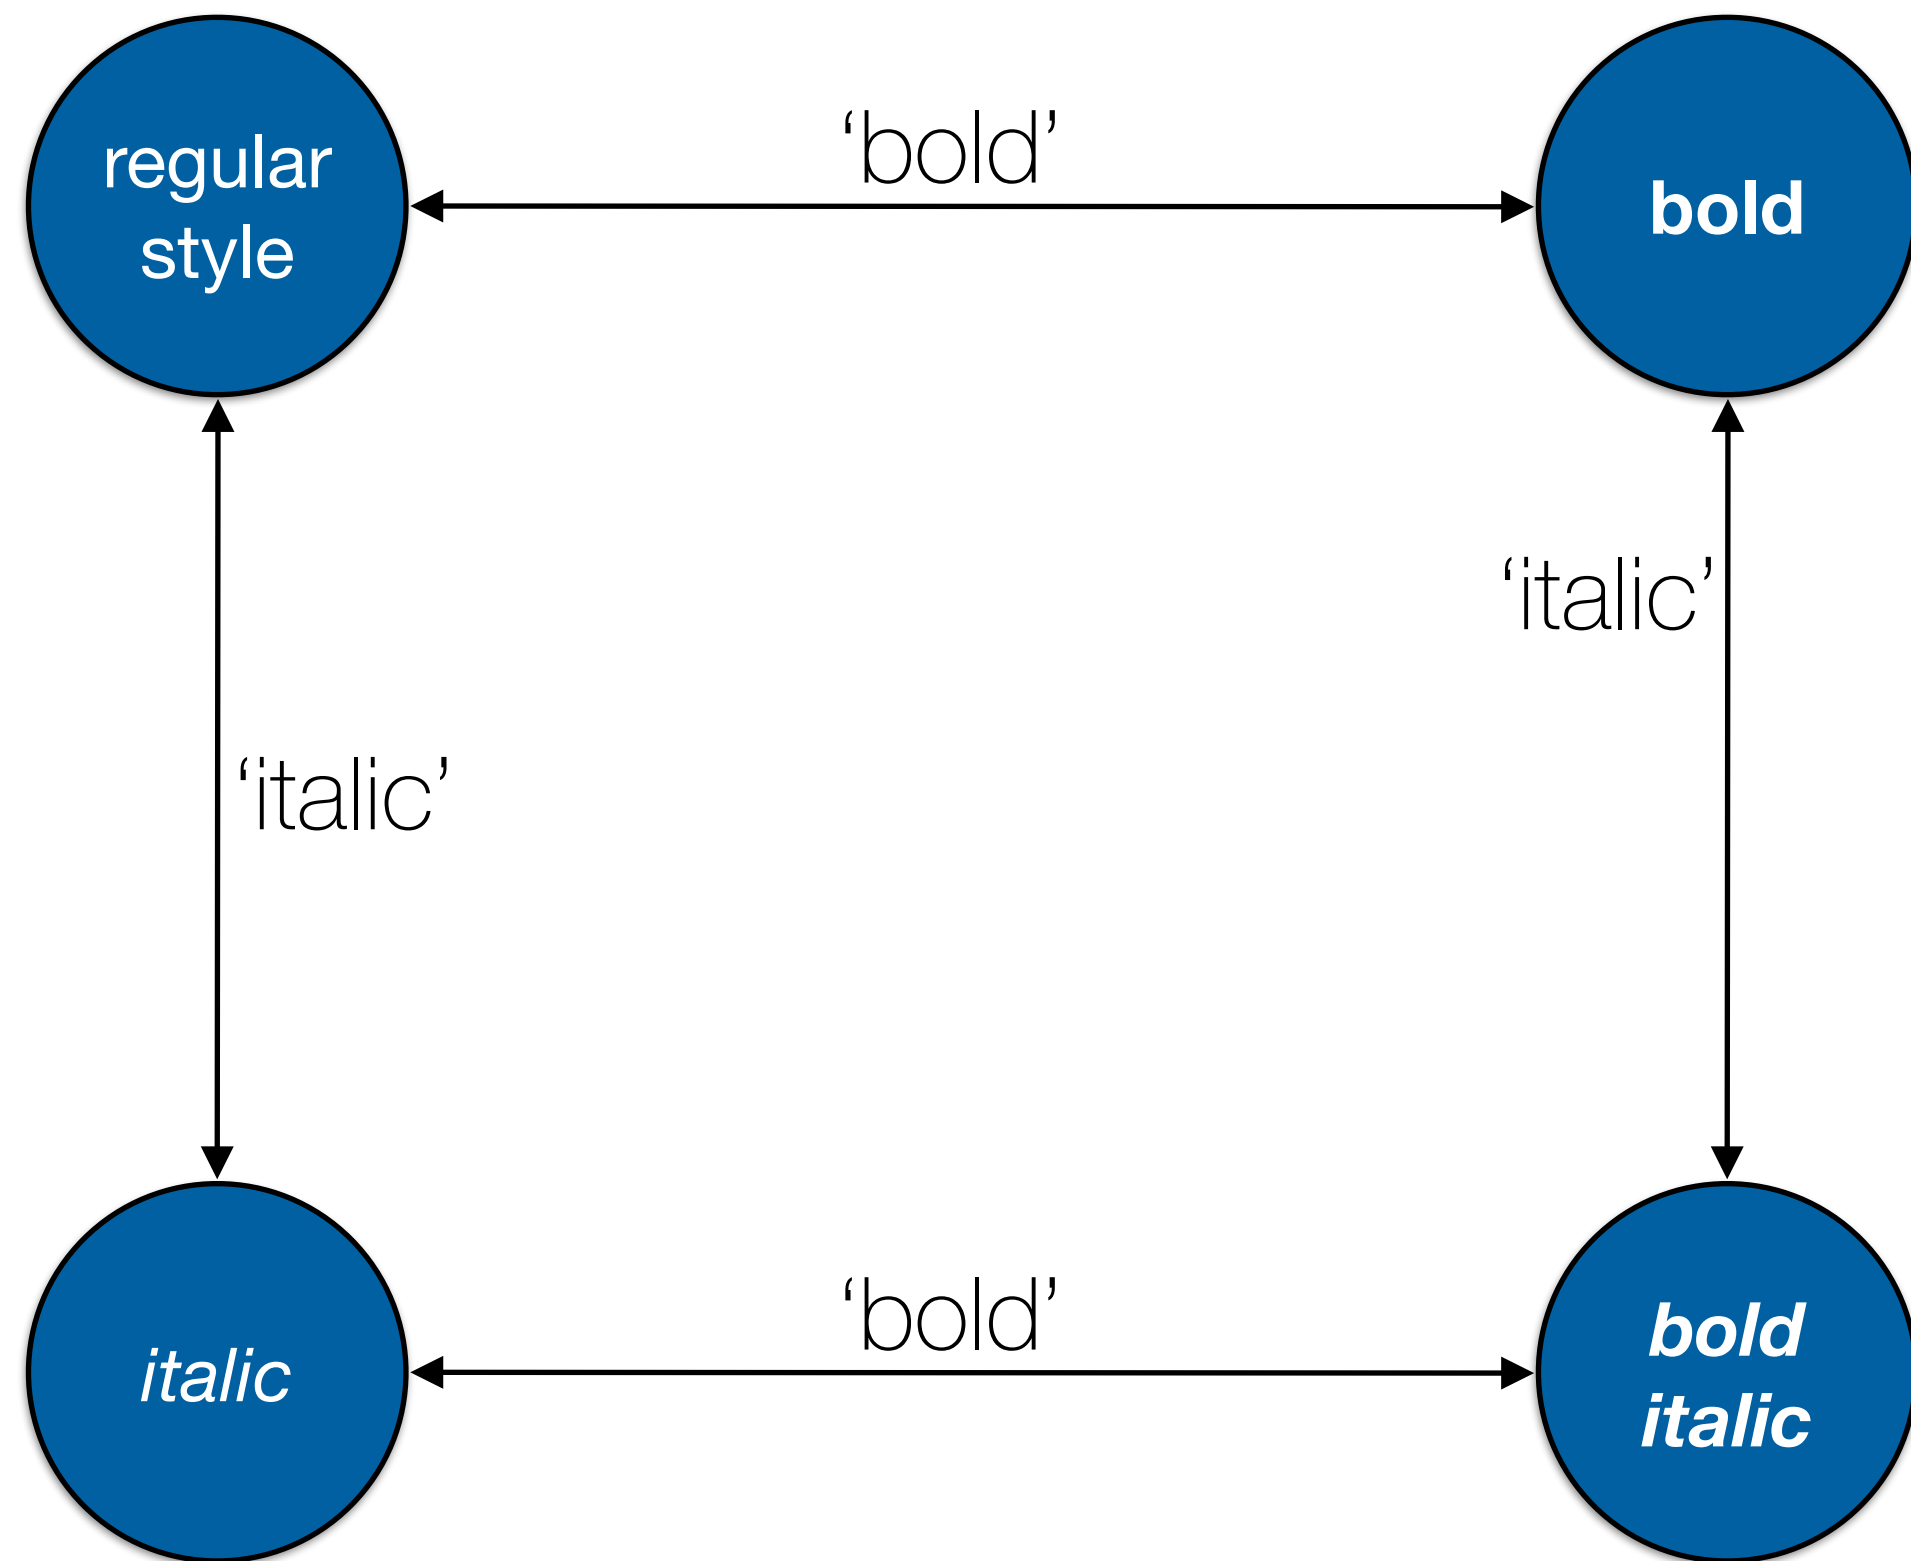 regular
style
‘bold’
bold
‘italic’
‘italic’
italic
‘bold’
bold
italic